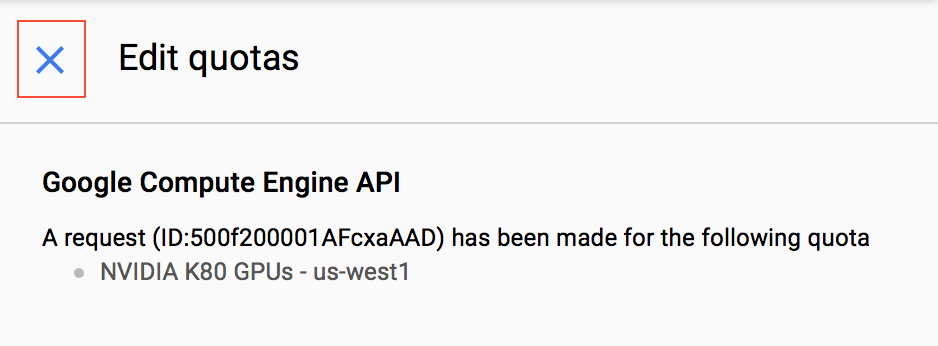 Edit quotas
Google Compute Engine API
A request (ID:500f200001AFcxaAAD) has been made for the following quota
NVIDIA K80 GPUs - us-west1